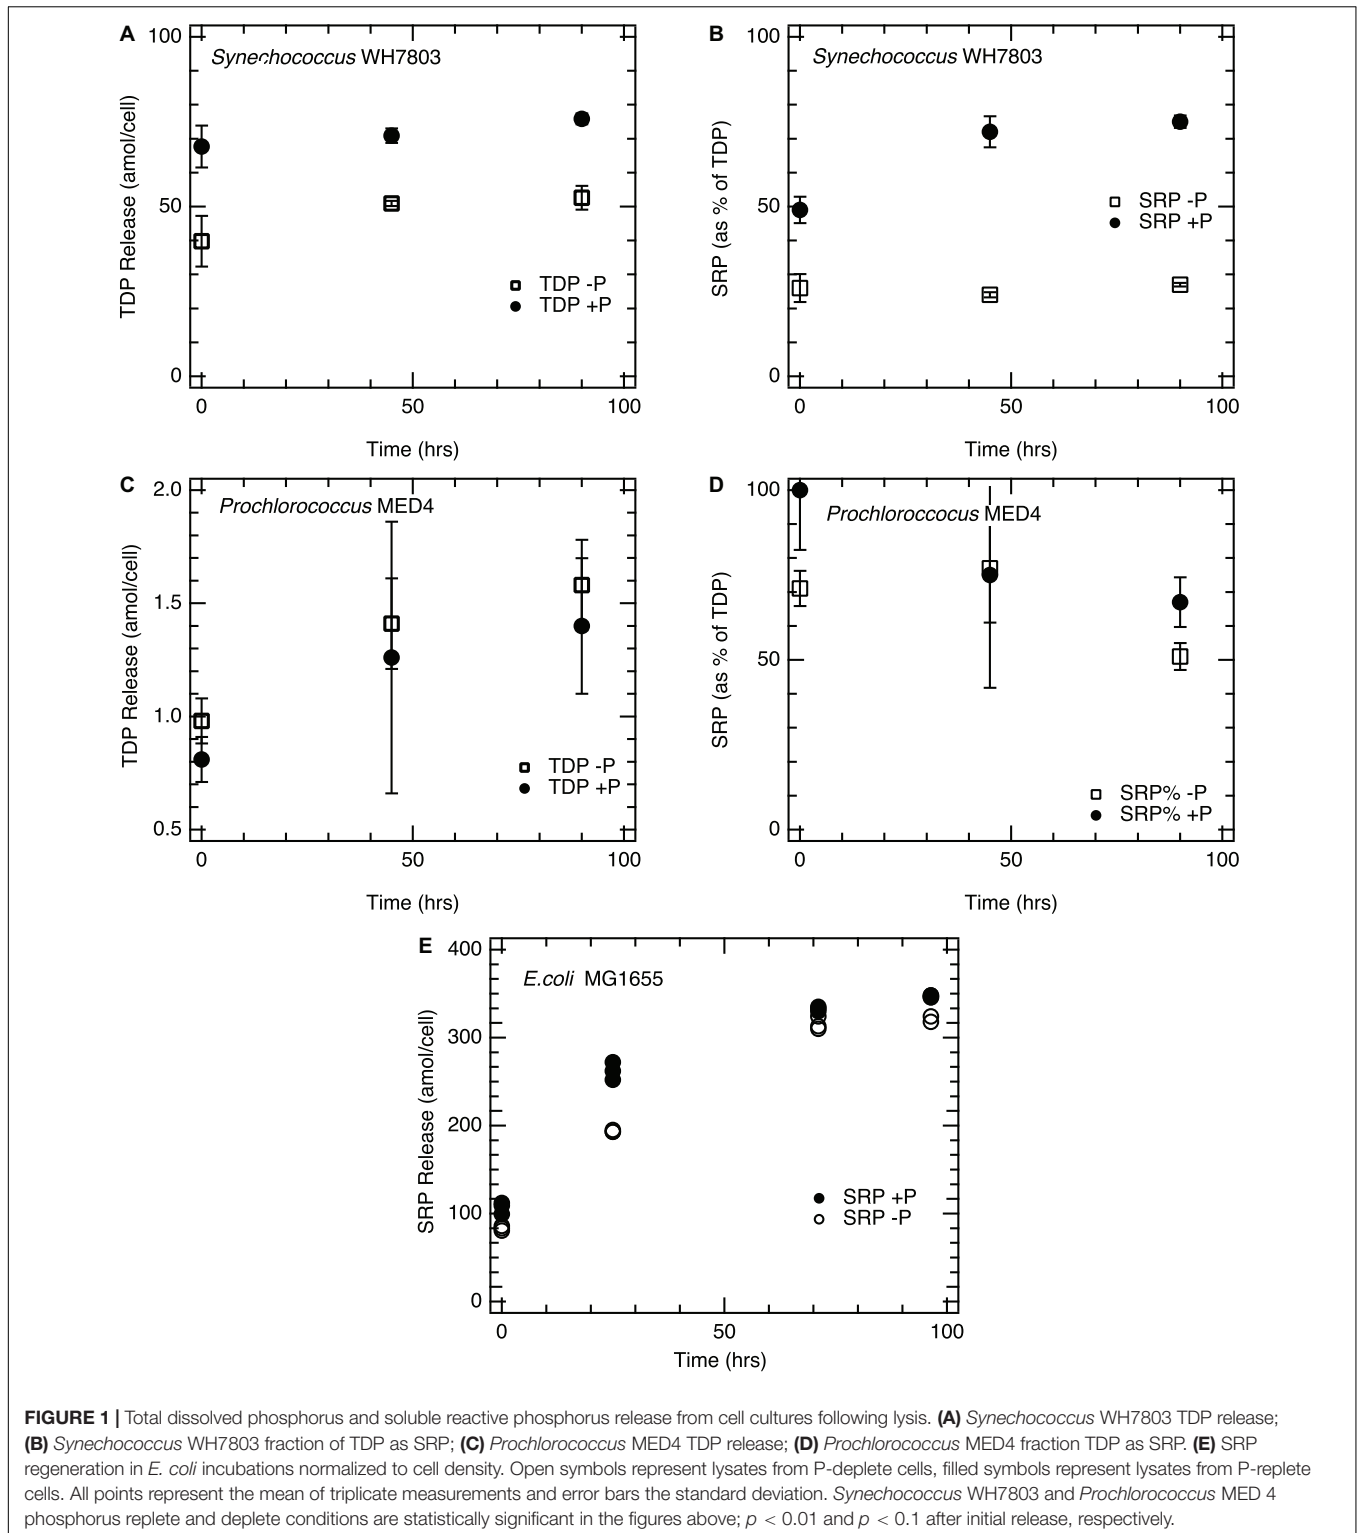 A
100
Synechococcus WH7803
TDP Release (amol/cell)
50
TDP -P
TDP +P
0
0
50
100
Time (hrs)
B
100
Synechococcus WH7803
SRP (as % of TDP)
50
SRP -P
SRP +P
0
0
50
100
Time (hrs)
C
2.0
Prochlorococcus MED4
TDP Release (amol/cell)
1.5
1.0
TDP -P
TDP +P
0.5
0
50
100
Time (hrs)
D
100
Prochloroccocus MED4
SRP (as % of TDP)
50
SRP% -P
SRP% +P
0
0
50
100
Time (hrs)
E
400
E.coli MG1655
300
SRP Release (amol/cell)
200
SRP +P
100
SRP -P
0
0
50
100
Time (hrs)
FIGURE 1 | Total dissolved phosphorus and soluble reactive phosphorus release from cell cultures following lysis. (A) Synechococcus WH7803 TDP release;
(B) Synechococcus WH7803 fraction of TDP as SRP; (C) Prochlorococcus MED4 TDP release; (D) Prochlorococcus MED4 fraction TDP as SRP. (E) SRP
regeneration in E. coli incubations normalized to cell density. Open symbols represent lysates from P-deplete cells, filled symbols represent lysates from P-replete
cells. All points represent the mean of triplicate measurements and error bars the standard deviation. Synechococcus WH7803 and Prochlorococcus MED 4
phosphorus replete and deplete conditions are statistically significant in the figures above; p < 0.01 and p < 0.1 after initial release, respectively.